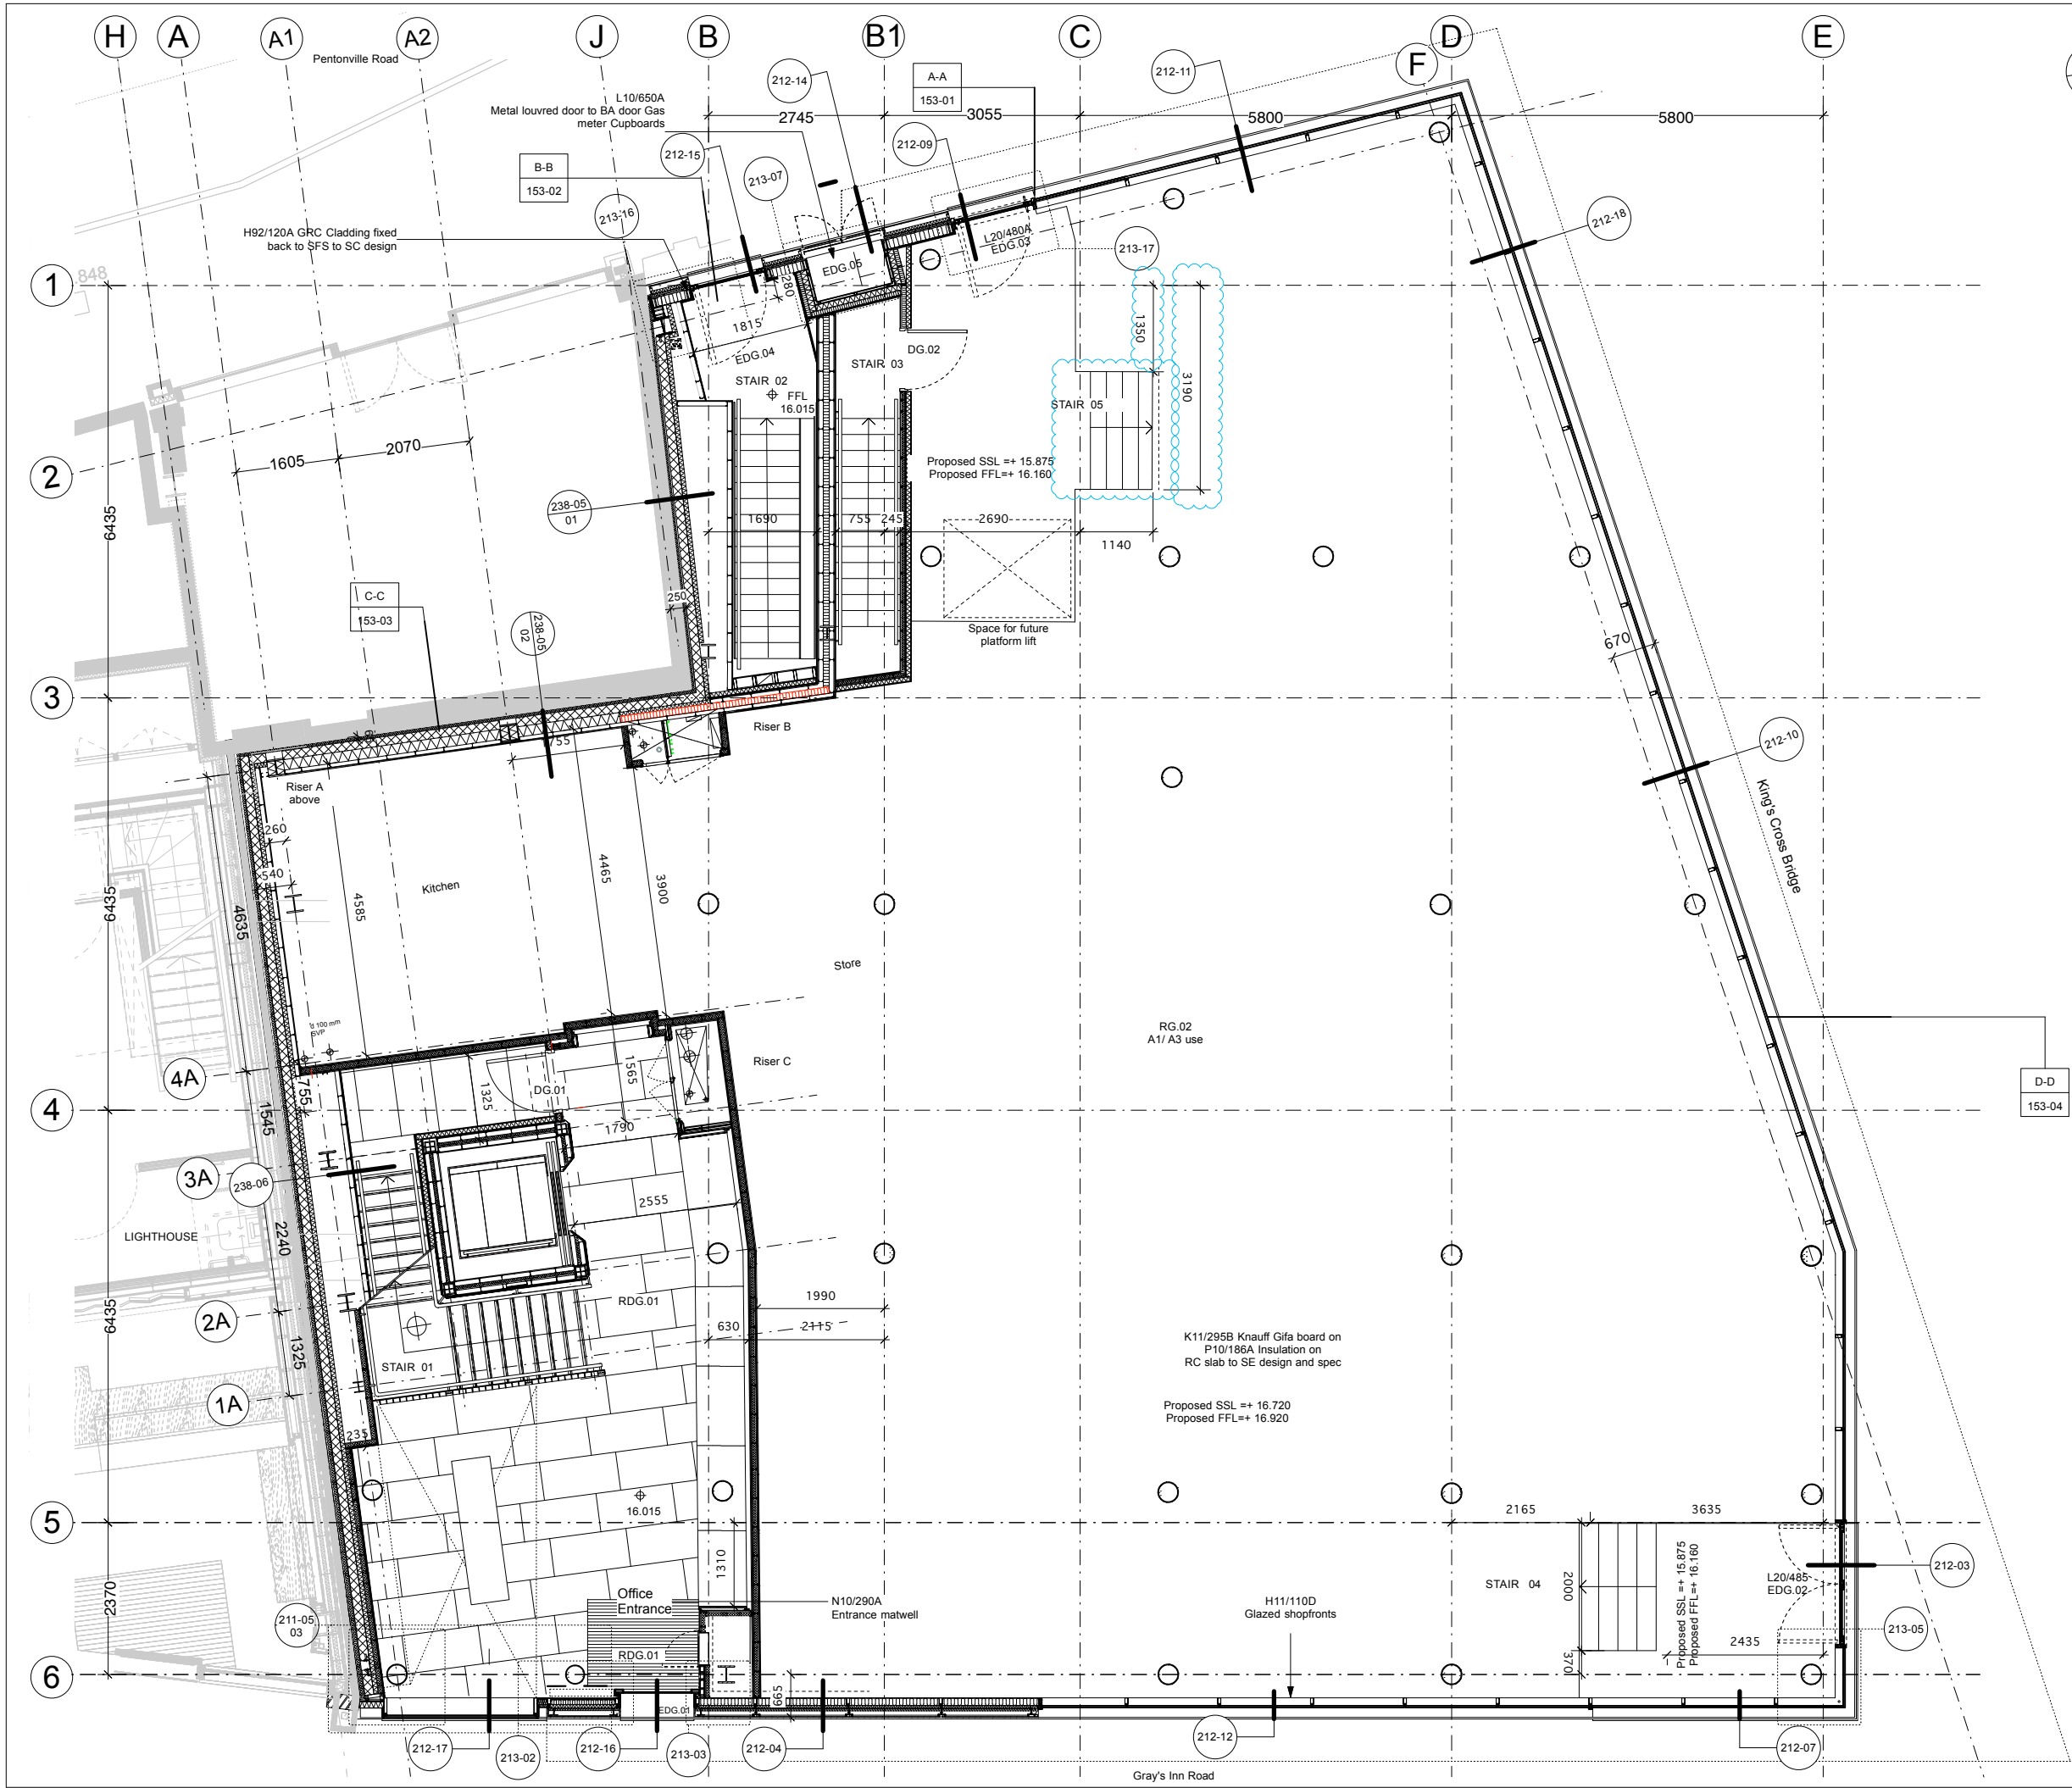 H
A
A1
A2
J
B
B1
C
F
D
E
Pentonville Road
L10/650A
Metal louvred door to BA door Gas
meter Cupboards
212-14
A-A
153-01
212-11
2745
3055
5800
5800
212-15
212-09
B-B
153-02
213-07
213-16
212-18
H92/120A GRC Cladding fixed
back to SFS to SC design
L20/480A
EDG.03
213-17
EDG.05
848
1
280
1815
EDG.04
1350
DG.02
STAIR 03
STAIR 02
FFL
16.015
3190
STAIR 05
2070
1605
2
Proposed SSL =+ 15.875
Proposed FFL=+ 16.160
238-05
01
6435
1690
755
245
2690
1140
C-C
153-03
250
238-05
02
Space for future
platform lift
670
3
Riser B
755
212-10
Riser A
above
King's Cross Bridge
260
540
4465
3900
4585
Kitchen
6435
4635
Store
ø 100 mm
SVP
RG.02
A1/ A3 use
4A
Riser C
1565
DG.01
1325
755
D-D
153-04
4
1545
1790
3A
238-06
2555
LIGHTHOUSE
2240
1990
RDG.01
6435
2A
630
2115
K11/295B Knauff Gifa board on
P10/186A Insulation on
RC slab to SE design and spec
1325
STAIR 01
1A
Proposed SSL =+ 16.720
Proposed FFL=+ 16.920
235
16.015
5
2165
3635
1310
212-03
2370
STAIR 04
2000
Proposed SSL =+ 15.875
Proposed FFL=+ 16.160
L20/485
EDG.02
Office
Entrance
N10/290A
Entrance matwell
H11/110D
Glazed shopfronts
211-05
03
213-05
2435
RDG.01
370
6
665
EDG.01
212-17
213-02
212-16
213-03
212-04
212-12
212-07
Gray's Inn Road